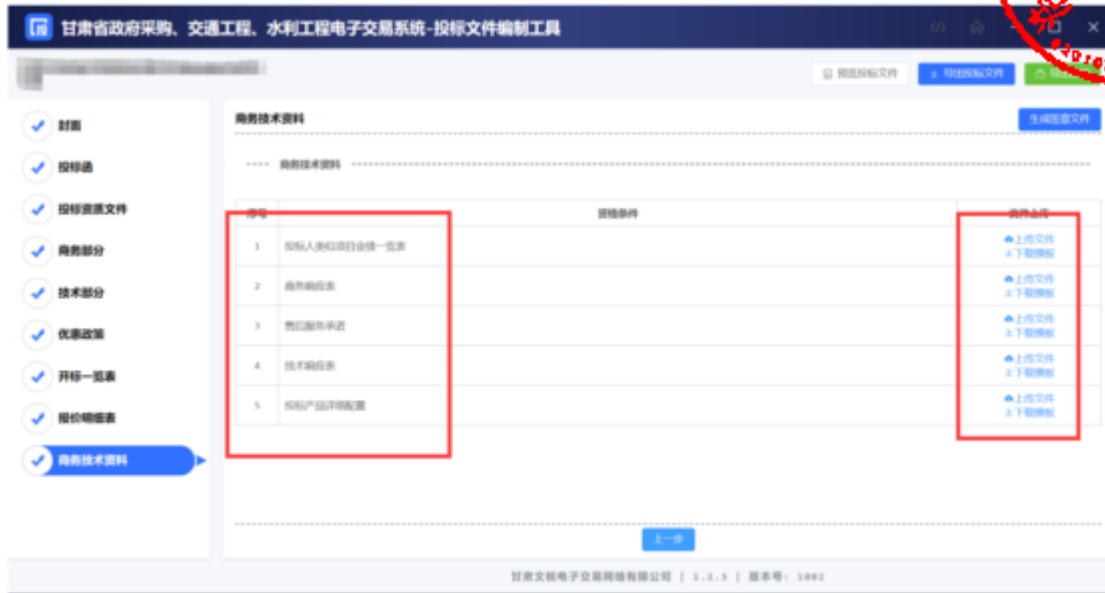 甘肃省政府采购、交通工程、水利工程电子交易系统-投标文件编制工具
预览投标文件 导出投标文件
封面
投标函
投标资质文件
商务部分
技术部分
优惠政策
开标一览表
报价明细表
商务技术资料
商务技术资料 生成签章文件
商务技术资料
序号 资格条件 文件上传
1 投标人类似项目业绩一览表 上传文件
下载模板
2 商务响应表 上传文件
下载模板
3 售后服务承诺 上传文件
下载模板
4 技术响应表 上传文件
下载模板
5 投标产品详细配置 上传文件
下载模板
上一步
甘肃文锐电子交易网络有限公司 | 1.2.3 | 版本号: 1002